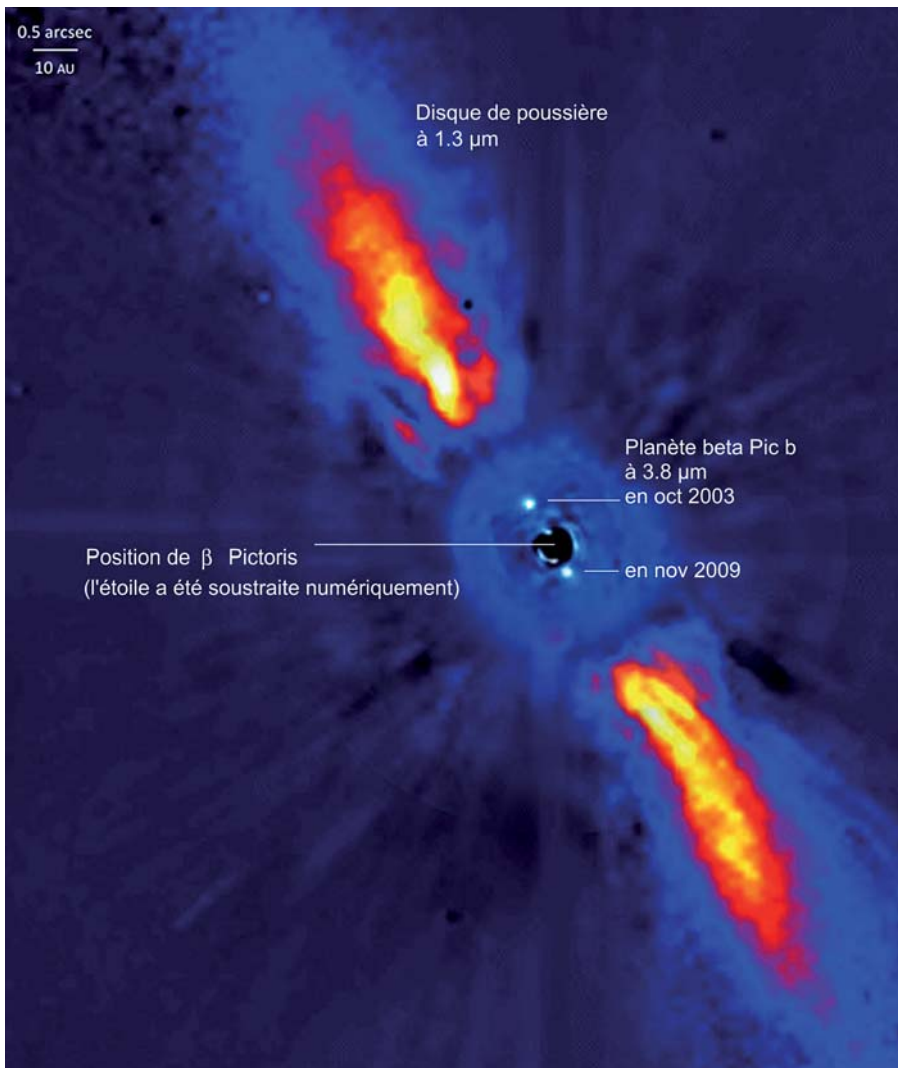 0.5 arcsec
10 AU
Disque de poussière
à 1.3 µm
Planète beta Pic b
à 3.8 µm
en oct 2003
Position de β Pictoris
(l'étoile a été soustraite numériquement)
en nov 2009